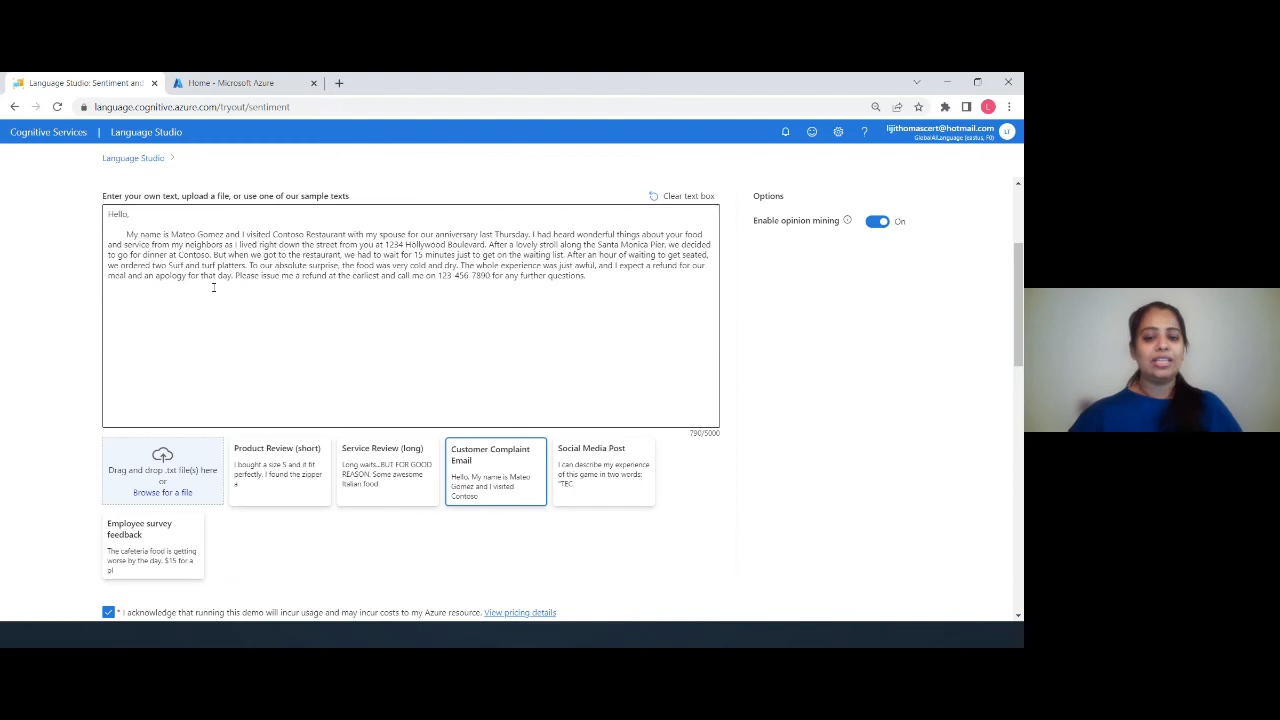 Language Studio: Sentiment and
Home - Microsoft Azure
language.cognitive.azure.com/tryout/sentiment
L
Cognitive Services | Language Studio
lijithomascert@hotmail.com
GlobalAILanguage (eastus, F0)
LT
Language Studio
Enter your own text, upload a file, or use one of our sample texts
Clear text box
Hello,
My name is Mateo Gomez and I visited Contoso Restaurant with my spouse for our anniversary last Thursday. I had heard wonderful things about your food
and service from my neighbors as I lived right down the street from you at 1234 Hollywood Boulevard. After a lovely stroll along the Santa Monica Pier, we decided
to go for dinner at Contoso. But when we got to the restaurant, we had to wait for 15 minutes just to get on the waiting list. After an hour of waiting to get seated,
we ordered two Surf and turf platters. To our absolute surprise, the food was very cold and dry. The whole experience was just awful, and I expect a refund for our
meal and an apology for that day. Please issue me a refund at the earliest and call me on 123-456-7890 for any further questions.
790/5000
Options
Enable opinion mining
On
Drag and drop .txt file(s) here
or
Browse for a file
Product Review (short)
I bought a size S and it fit
perfectly. I found the zipper
a
Service Review (long)
Long waits...BUT FOR GOOD
REASON. Some awesome
Italian food
Customer Complaint
Email
Hello, My name is Mateo
Gomez and I visited
Contoso
Social Media Post
I can describe my experience
of this game in two words:
"TEC
Employee survey
feedback
The cafeteria food is getting
worse by the day. $15 for a
pl
* I acknowledge that running this demo will incur usage and may incur costs to my Azure resource. View pricing details